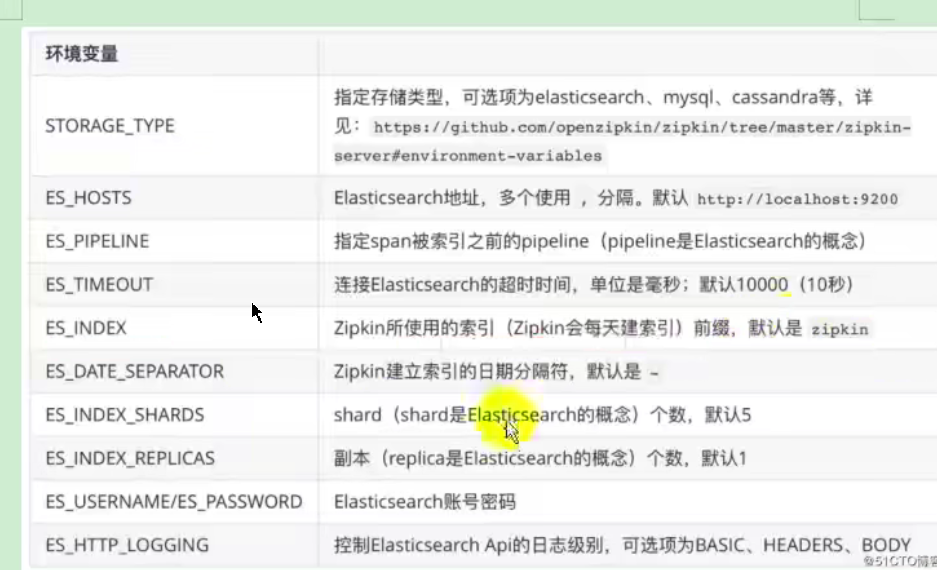 环境变量
STORAGE_TYPE
指定存储类型，可选项为elasticsearch、mysql、cassandra等，详
见： https://github.com/openzipkin/zipkin/tree/master/zipkin-
server#environment-variables
ES_HOSTS
Elasticsearch地址，多个使用 ，分隔。默认 http://localhost:9200
ES_PIPELINE
指定span被索引之前的pipeline（pipeline是Elasticsearch的概念）
ES_TIMEOUT
连接Elasticsearch的超时时间，单位是毫秒；默认10000（10秒）
ES_INDEX
Zipkin所使用的索引（Zipkin会每天建索引）前缀，默认是 zipkin
ES_DATE_SEPARATOR
Zipkin建立索引的日期分隔符，默认是 -
ES_INDEX_SHARDS
shard（shard是Elasticsearch的概念）个数，默认5
ES_INDEX_REPLICAS
副本（replica是Elasticsearch的概念）个数，默认1
ES_USERNAME/ES_PASSWORD
Elasticsearch账号密码
ES_HTTP_LOGGING
控制Elasticsearch Api的日志级别，可选项为BASIC、HEADERS、BODY
@51CTO博客